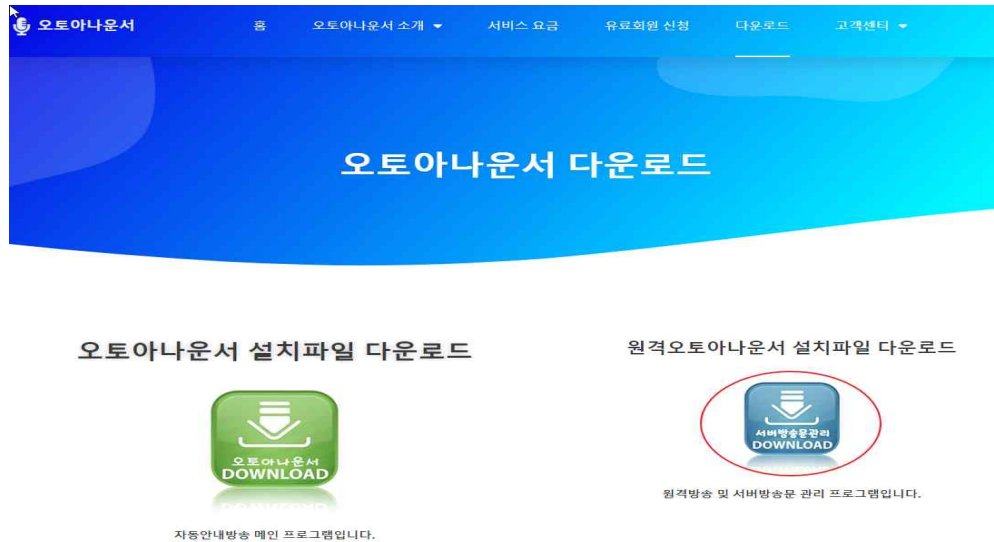 오토아나운서 홈 오토아나운서 소개 서비스 요금 유료회원 신청 다운로드 고객센터
오토아나운서 다운로드
오토아나운서 설치파일 다운로드
오토아나운서
DOWNLOAD
자동안내방송 메인 프로그램입니다.
원격오토아나운서 설치파일 다운로드
서버방송문관리
DOWNLOAD
원격방송 및 서버방송문 관리 프로그램입니다.